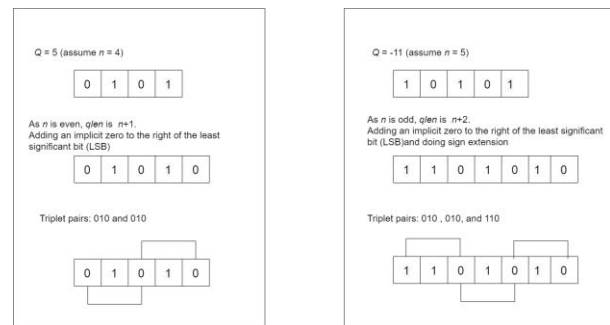 Q = 5 (assume n = 4)
0 1 0 1
As n is even, qlen is n+1.
Adding an implicit zero to the right of the least
significant bit (LSB)
0 1 0 1 0
Triplet pairs: 010 and 010
0 1 0 1 0
Q = -11 (assume n = 5)
1 0 1 0 1
As n is odd, qlen is n+2.
Adding an implicit zero to the right of the least significant
bit (LSB)and doing sign extension
1 1 0 1 0 1 0
Triplet pairs: 010 , 010, and 110
1 1 0 1 0 1 0